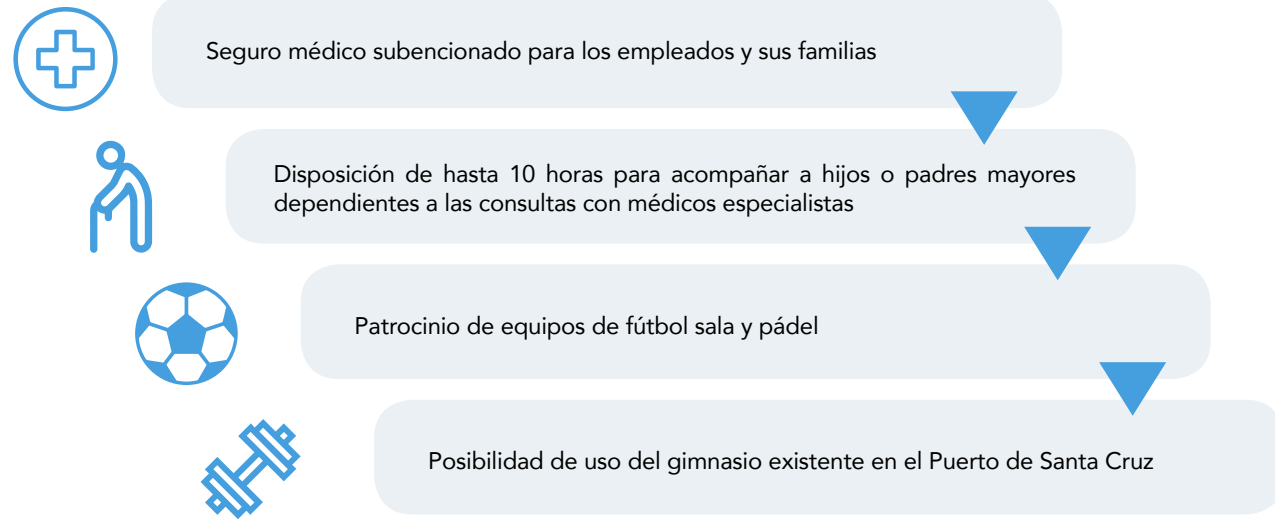 Seguro médico subencionado para los empleados y sus familias
Disposición de hasta 10 horas para acompañar a hijos o padres mayores
dependientes a las consultas con médicos especialistas
Patrocinio de equipos de fútbol sala y pádel
Posibilidad de uso del gimnasio existente en el Puerto de Santa Cruz